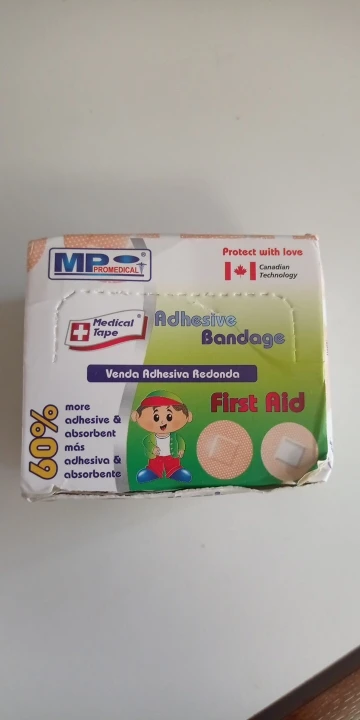 MP
PROMEDICAL
®
Protect with love
Canadian
Technology
Medical ®
Tape
Adhesive
Bandage
Venda Adhesiva Redonda
First Aid
60%
more
adhesive &
absorbent
más
adhesiva &
absorbente